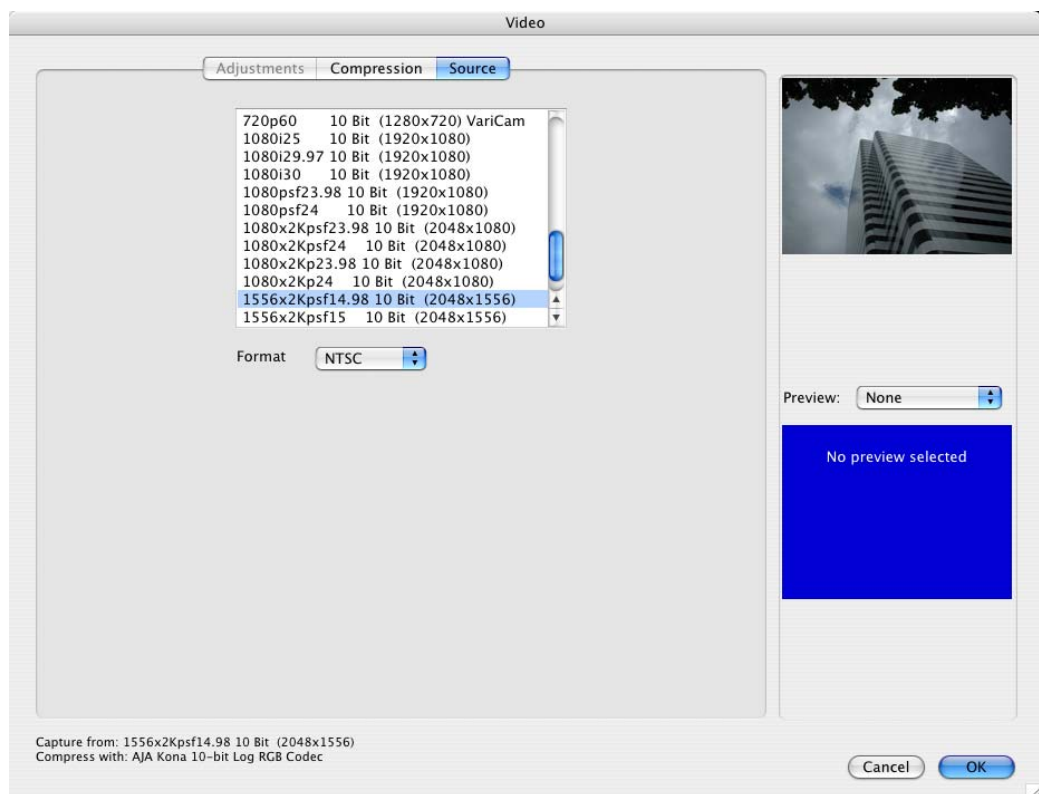 Video
Adjustments Compression Source
720p60 10 Bit (1280x720) VariCam
1080i25 10 Bit (1920x1080)
1080i29.97 10 Bit (1920x1080)
1080i30 10 Bit (1920x1080)
1080psf23.98 10 Bit (1920x1080)
1080psf24 10 Bit (1920x1080)
1080x2Kpsf23.98 10 Bit (2048x1080)
1080x2Kpsf24 10 Bit (2048x1080)
1080x2Kp23.98 10 Bit (2048x1080)
1080x2Kp24 10 Bit (2048x1080)
1556x2Kpsf14.98 10 Bit (2048x1556)
1556x2Kpsf15 10 Bit (2048x1556)
Format NTSC
Preview: None
No preview selected
Capture from: 1556x2Kpsf14.98 10 Bit (2048x1556)
Compress with: AJA Kona 10-bit Log RGB Codec
Cancel OK